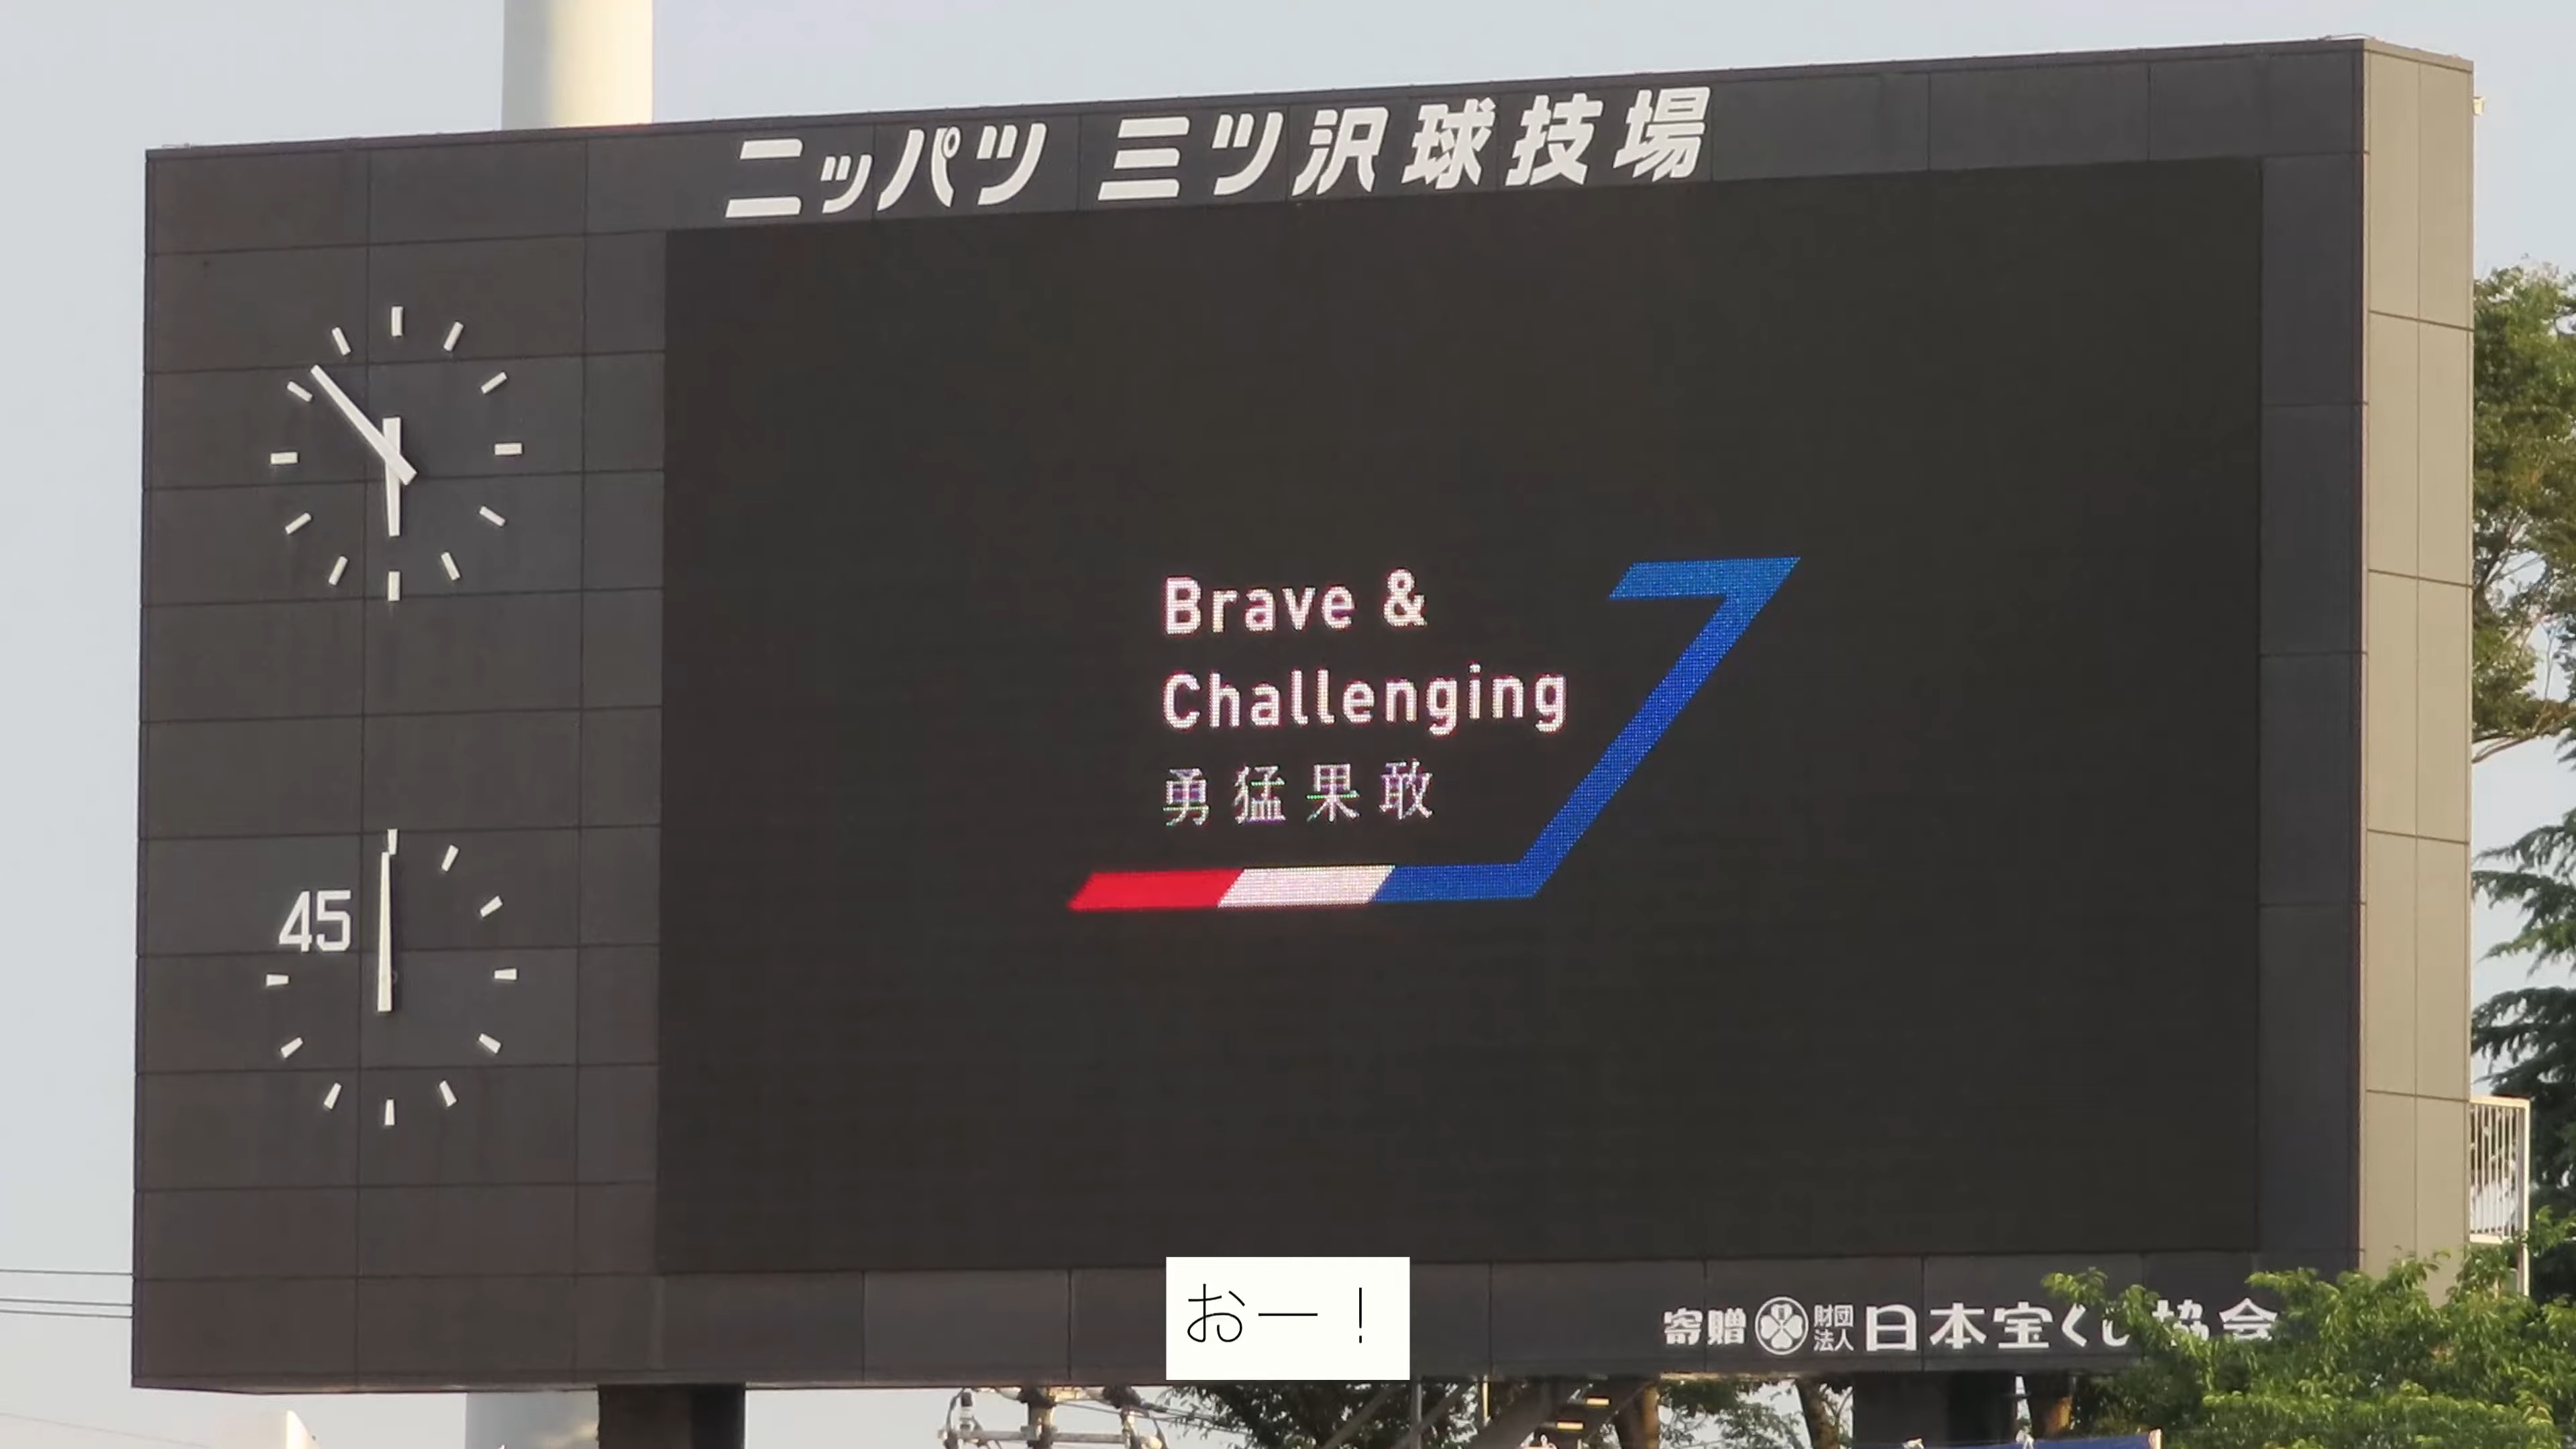 ニッパツ 三ツ沢球技場
Brave &
Challenging
勇猛果敢
45
おー！
寄贈 財団法人 日本宝くじ協会